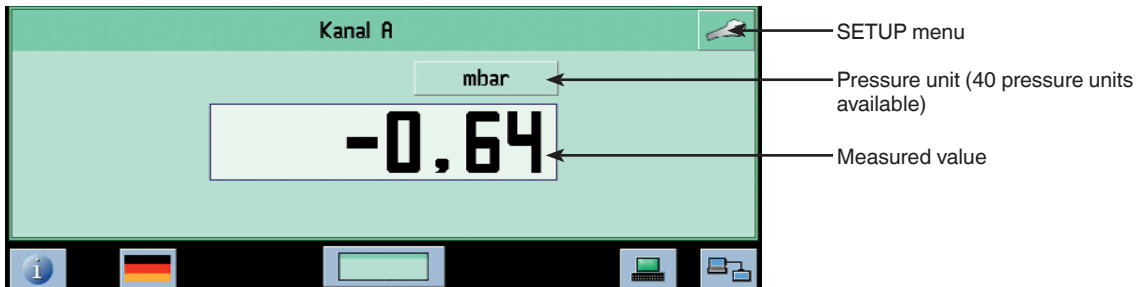 Kanal A
SETUP menu
mbar
Pressure unit (40 pressure units
available)
-0,64
Measured value
i